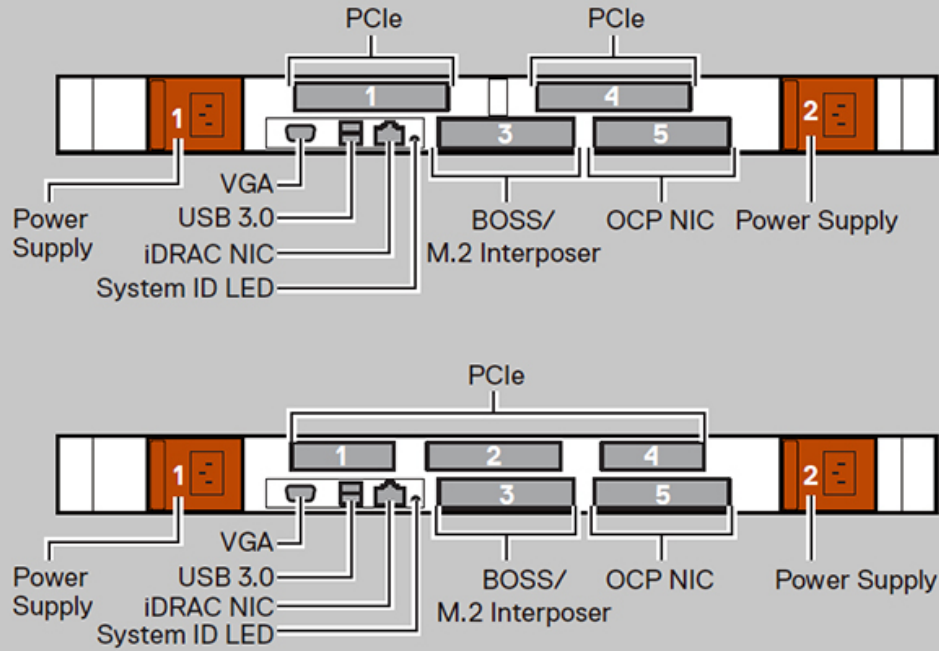 PCIe
PCIe
1
4
1
3
5
2
VGA
Power
Supply
USB 3.0
iDRAC NIC
System ID LED
BOSS/
M.2 Interposer
OCP NIC
Power Supply
PCIe
1
2
4
1
3
5
2
VGA
Power
Supply
USB 3.0
iDRAC NIC
System ID LED
BOSS/
M.2 Interposer
OCP NIC
Power Supply